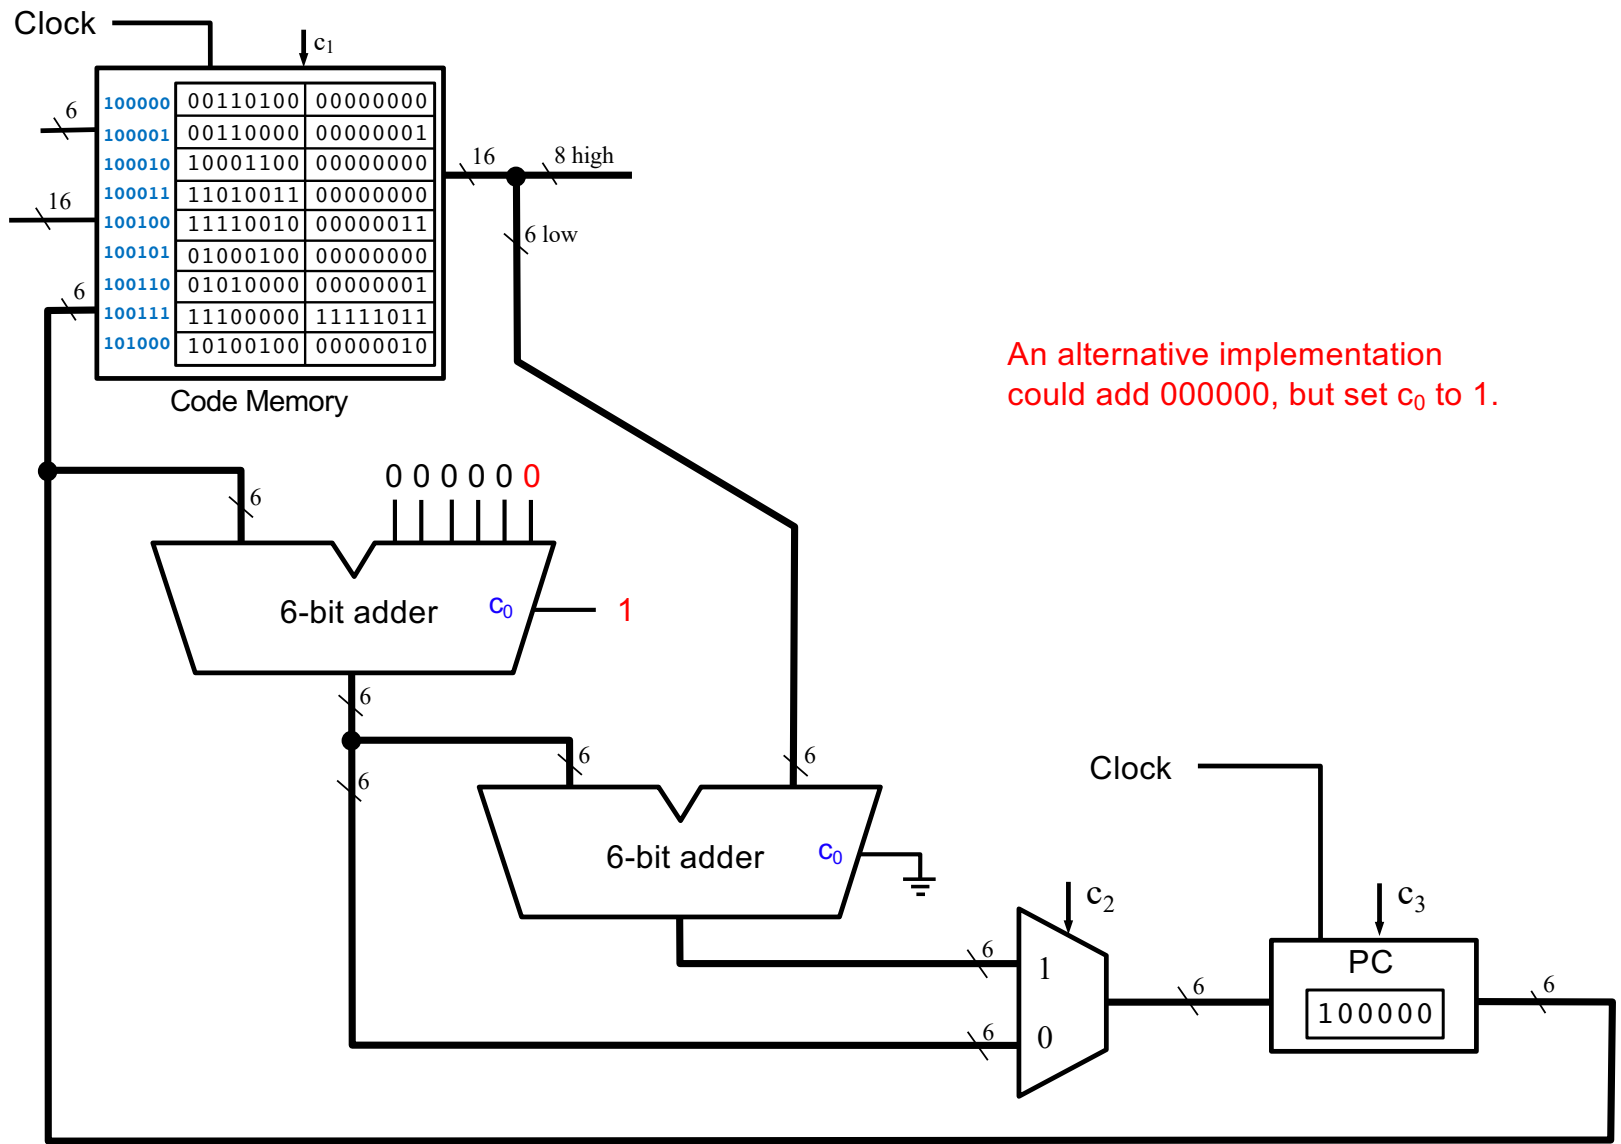 Clock
c₁
100000 00110100 00000000
100001 00110000 00000001
100010 10001100 00000000
100011 11010011 00000000
100100 11110010 00000011
100101 01000100 00000000
100110 01010000 00000001
100111 11100000 11111011
101000 10100100 00000010
6
16
6
16
8 high
6 low
Code Memory
An alternative implementation
could add 000000, but set c₀ to 1.
6
0 0 0 0 0 0
6-bit adder
c₀
1
6
6
6
6
6-bit adder
c₀
Clock
c₂
c₃
6
1
6
0
6
PC
100000
6